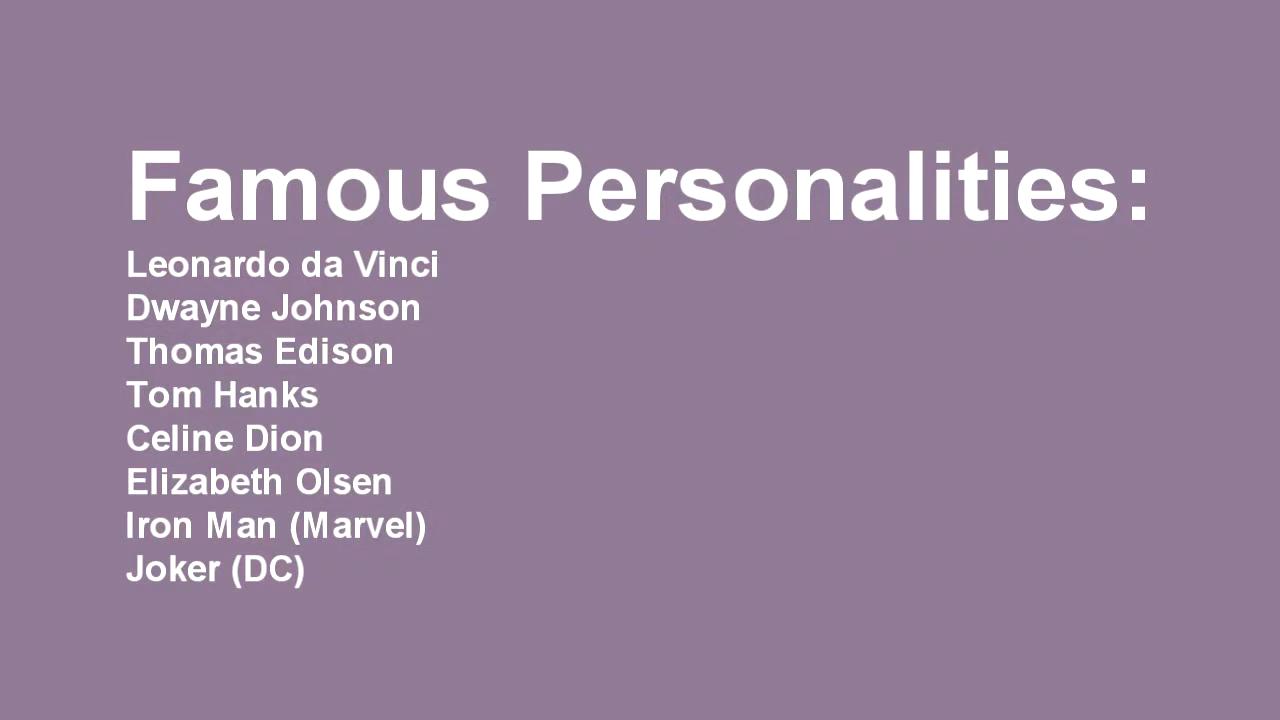 Famous Personalities:
Leonardo da Vinci
Dwayne Johnson
Thomas Edison
Tom Hanks
Celine Dion
Elizabeth Olsen
Iron Man (Marvel)
Joker (DC)